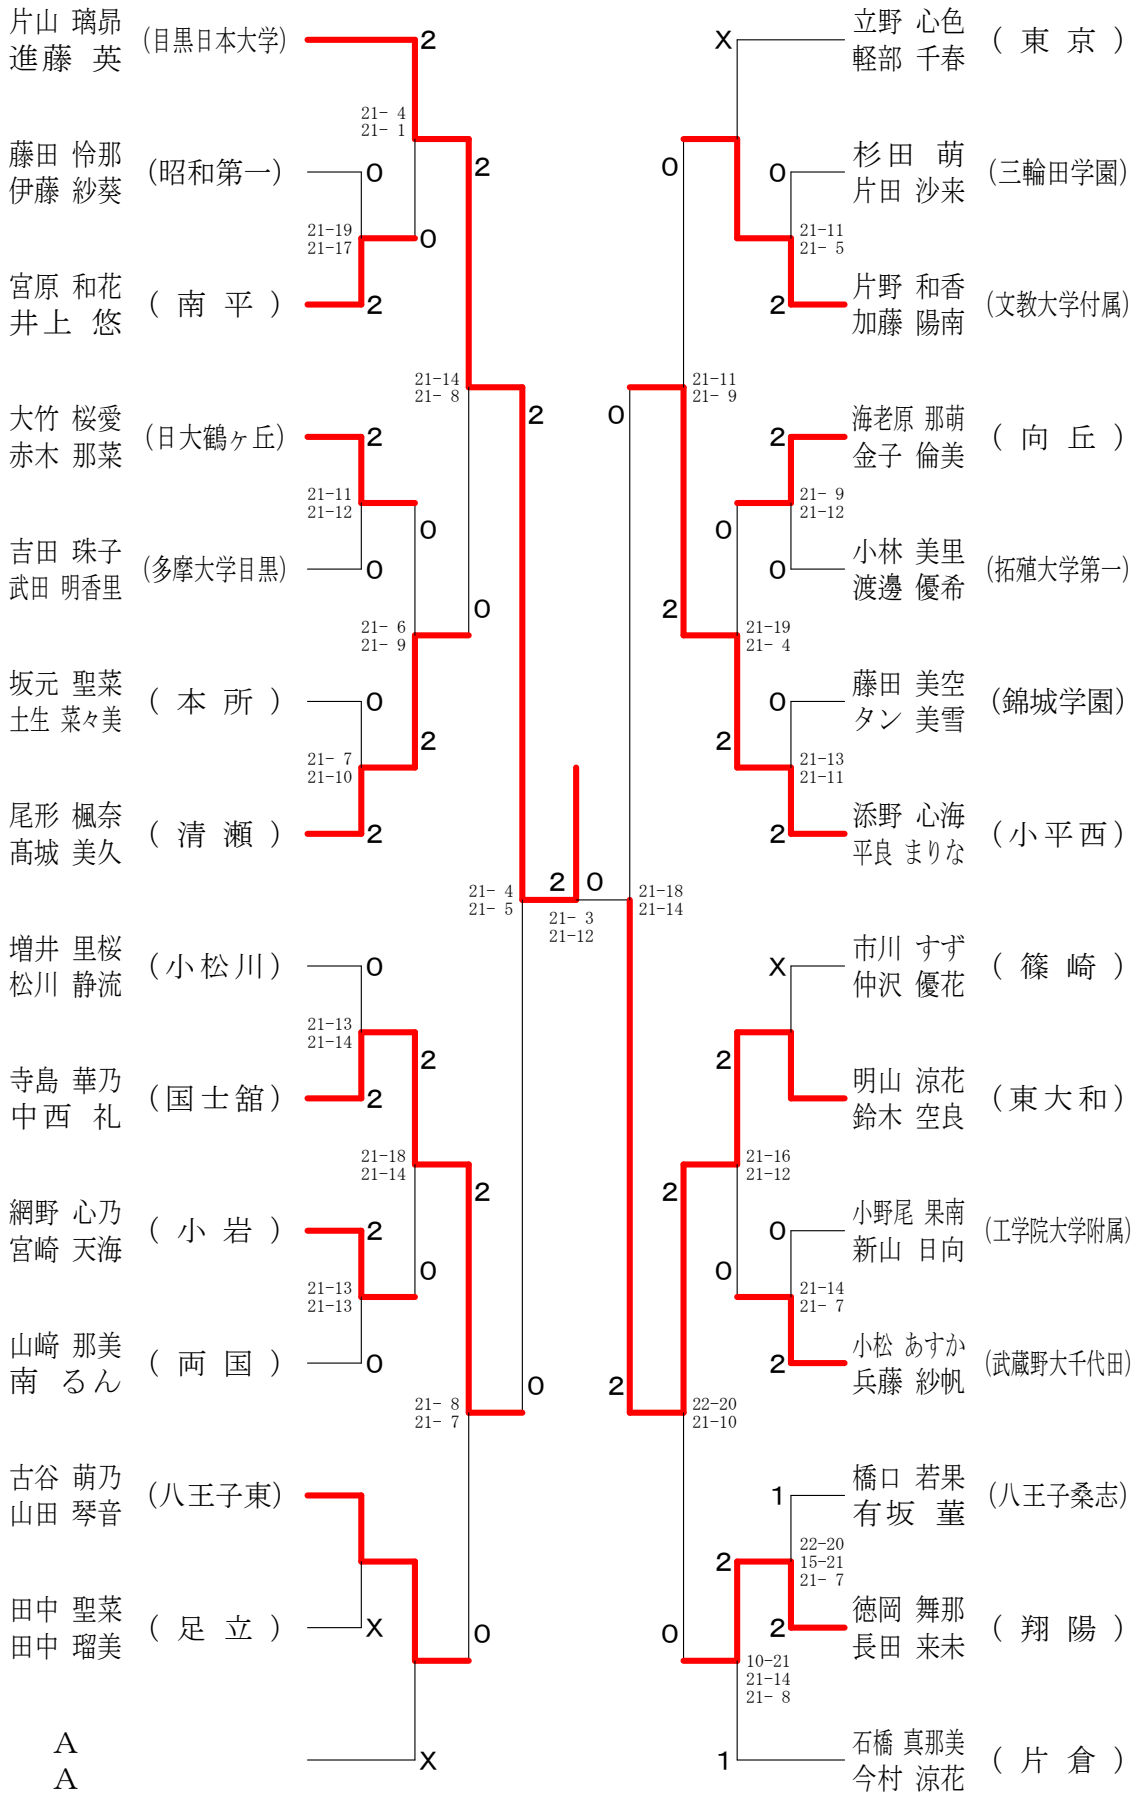 片山 璃昴
進藤 英
(目黒日本大学)
2
21- 4
21- 1
藤田 怜那
伊藤 紗葵
(昭和第一)
0
2
21-19
21-17
0
宮原 和花
井上 悠
( 南 平 )
2
21-14
21- 8
大竹 桜愛
赤木 那菜
(日大鶴ヶ丘)
2
2
21-11
21-12
0
吉田 珠子
武田 明香里
(多摩大学目黒)
0
0
21- 6
21- 9
坂元 聖菜
土生 菜々美
( 本 所 )
0
2
21- 7
21-10
尾形 楓奈
髙城 美久
( 清 瀬 )
2
21- 4
21- 5
2 0
21- 3
21-12
増井 里桜
松川 静流
(小松川)
0
21-13
21-14
2
寺島 華乃
中西 礼
(国士舘)
2
21-18
21-14
2
網野 心乃
宮崎 天海
( 小 岩 )
2
0
21-13
21-13
山﨑 那美
南 るん
( 両 国 )
0
0
21- 8
21- 7
古谷 萌乃
山田 琴音
(八王子東)
田中 聖菜
田中 瑠美
( 足 立 )
X
0
A
A
X
立野 心色
軽部 千春
( 東 京 )
X
0
杉田 萌
片田 沙来
(三輪田学園)
0
21-11
21- 5
片野 和香
加藤 陽南
(文教大学付属)
2
21-11
21- 9
0
海老原 那萌
金子 倫美
( 向 丘 )
2
21- 9
21-12
0
小林 美里
渡邊 優希
(拓殖大学第一)
0
2
21-19
21- 4
藤田 美空
タン 美雪
(錦城学園)
0
2
21-13
21-11
添野 心海
平良 まりな
(小平西)
2
21-18
21-14
市川 すず
仲沢 優花
( 篠 崎 )
X
2
明山 涼花
鈴木 空良
(東大和)
21-16
21-12
2
小野尾 果南
新山 日向
(工学院大学附属)
0
0
21-14
21- 7
小松 あすか
兵藤 紗帆
(武蔵野大千代田)
2
2
22-20
21-10
橋口 若果
有坂 菫
(八王子桑志)
1
22-20
15-21
21- 7
2
徳岡 舞那
長田 来未
( 翔 陽 )
2
0
10-21
21-14
21- 8
石橋 真那美
今村 涼花
( 片 倉 )
1